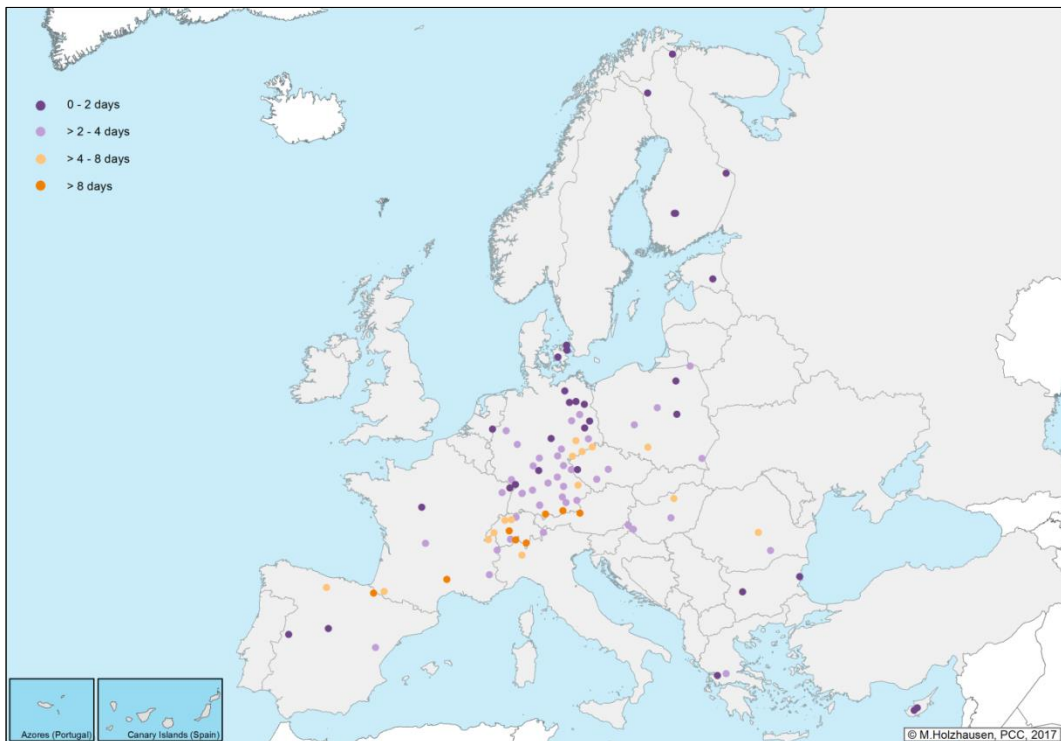 0 - 2 days
> 2 - 4 days
> 4 - 8 days
> 8 days
Azores (Portugal)
Canary Islands (Spain)
© M.Holzhausen, PCC, 2017